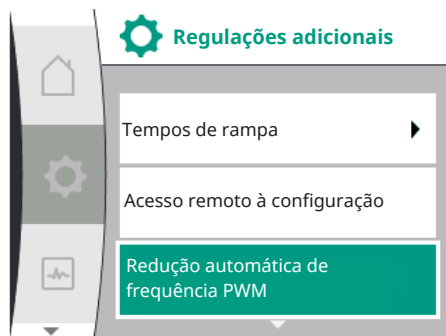 Regulações adicionais
Tempos de rampa
Acesso remoto à configuração
Redução automática de
frequência PWM